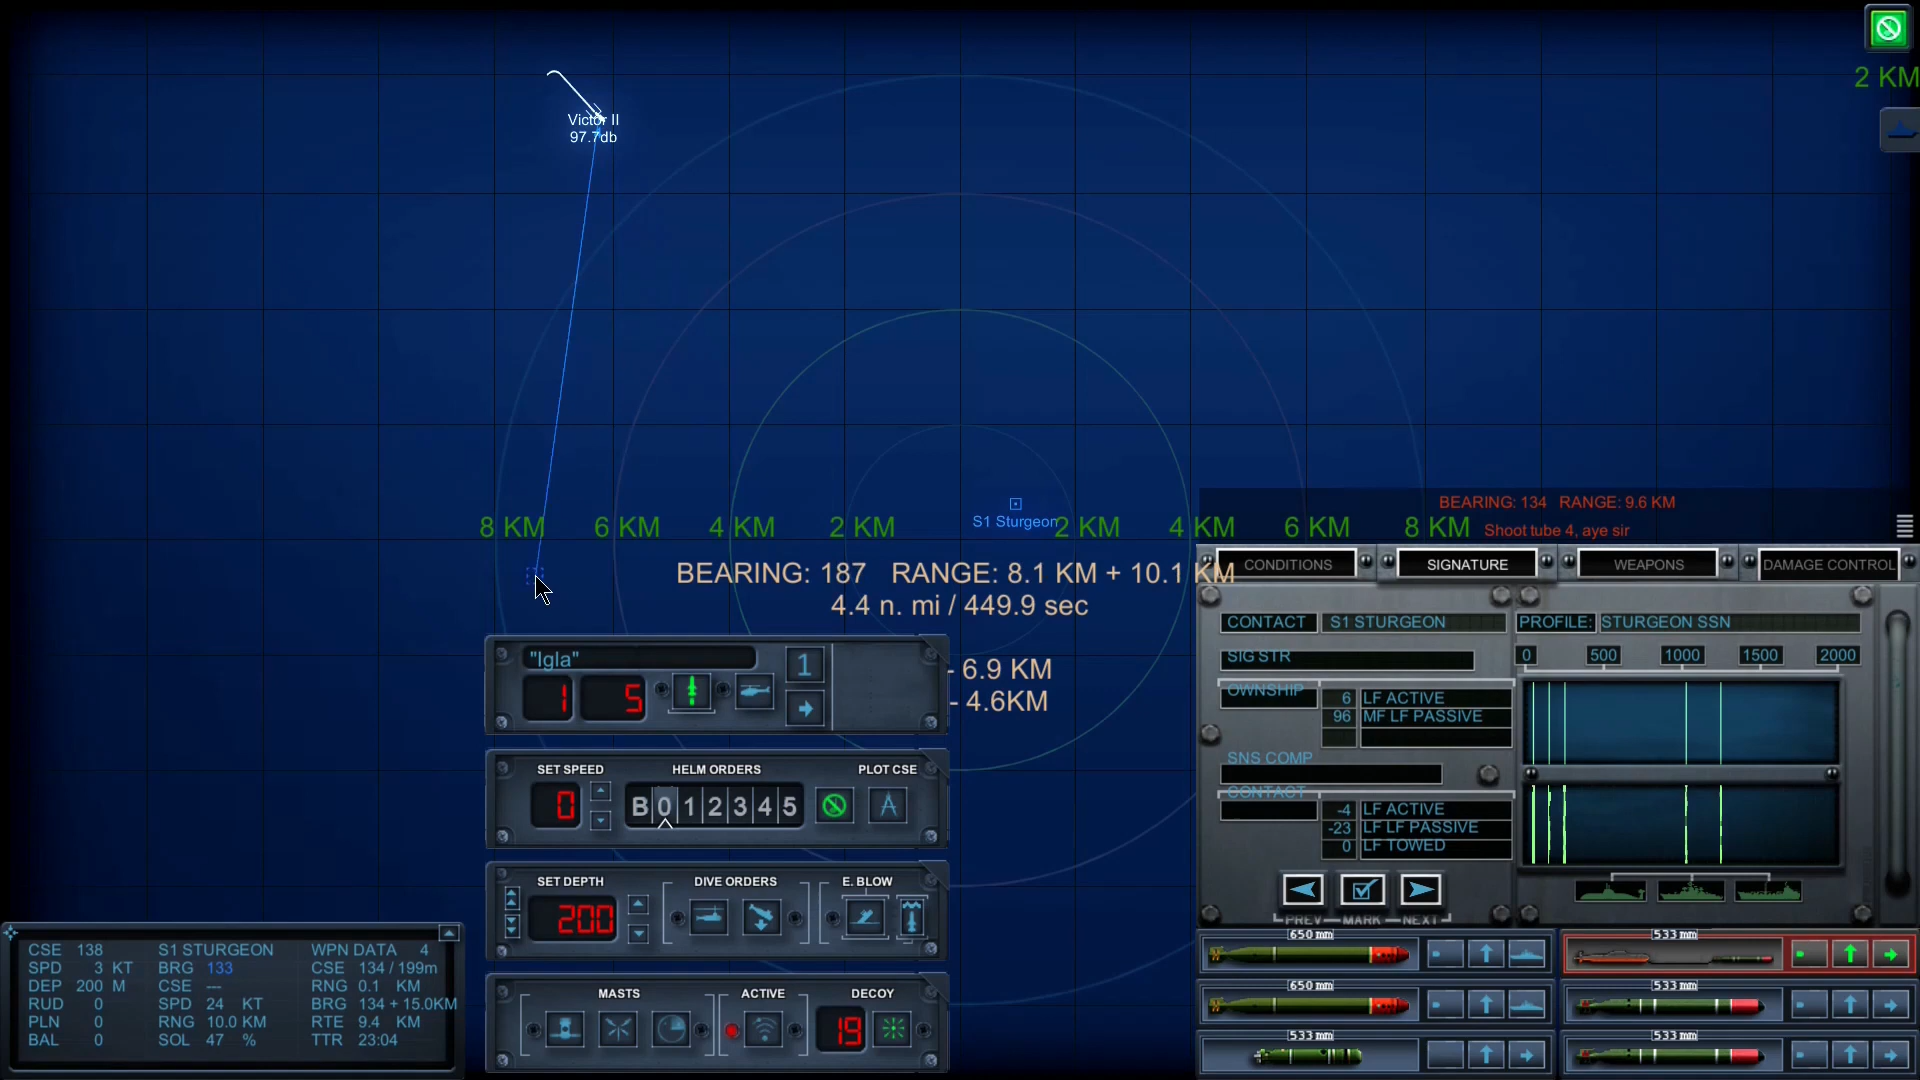 2 KM
Victor II
97.7db
BEARING: 134 RANGE: 9.6 KM
Shoot tube 4, aye sir
S1 Sturgeon
8 KM 6 KM 4 KM 2 KM 2 KM 4 KM 6 KM 8 KM
BEARING: 187 RANGE: 8.1 KM + 10.1 KM
4.4 n. mi / 449.9 sec
- 6.9 KM
- 4.6KM
"Igla"
1 5 1
SET SPEED HELM ORDERS PLOT CSE
0 B 0 1 2 3 4 5
SET DEPTH DIVE ORDERS E. BLOW
200
MASTS ACTIVE DECOY
19
CSE 138 S1 STURGEON WPN DATA 4
SPD 3 KT BRG 133 CSE 134 / 199m
DEP 200 M CSE --- RNG 0.1 KM
RUD 0 SPD 24 KT BRG 134 + 15.0KM
PLN 0 RNG 10.0 KM RTE 9.4 KM
BAL 0 SOL 47 % TTR 23:04
CONDITIONS SIGNATURE WEAPONS DAMAGE CONTROL
CONTACT S1 STURGEON PROFILE: STURGEON SSN
SIG STR 0 500 1000 1500 2000
OWNSHIP 6 LF ACTIVE
96 MF LF PASSIVE
SNS COMP
CONTACT -4 LF ACTIVE
-23 LF LF PASSIVE
0 LF TOWED
PREV MARK NEXT
650 mm 533 mm
650 mm 533 mm
533 mm 533 mm